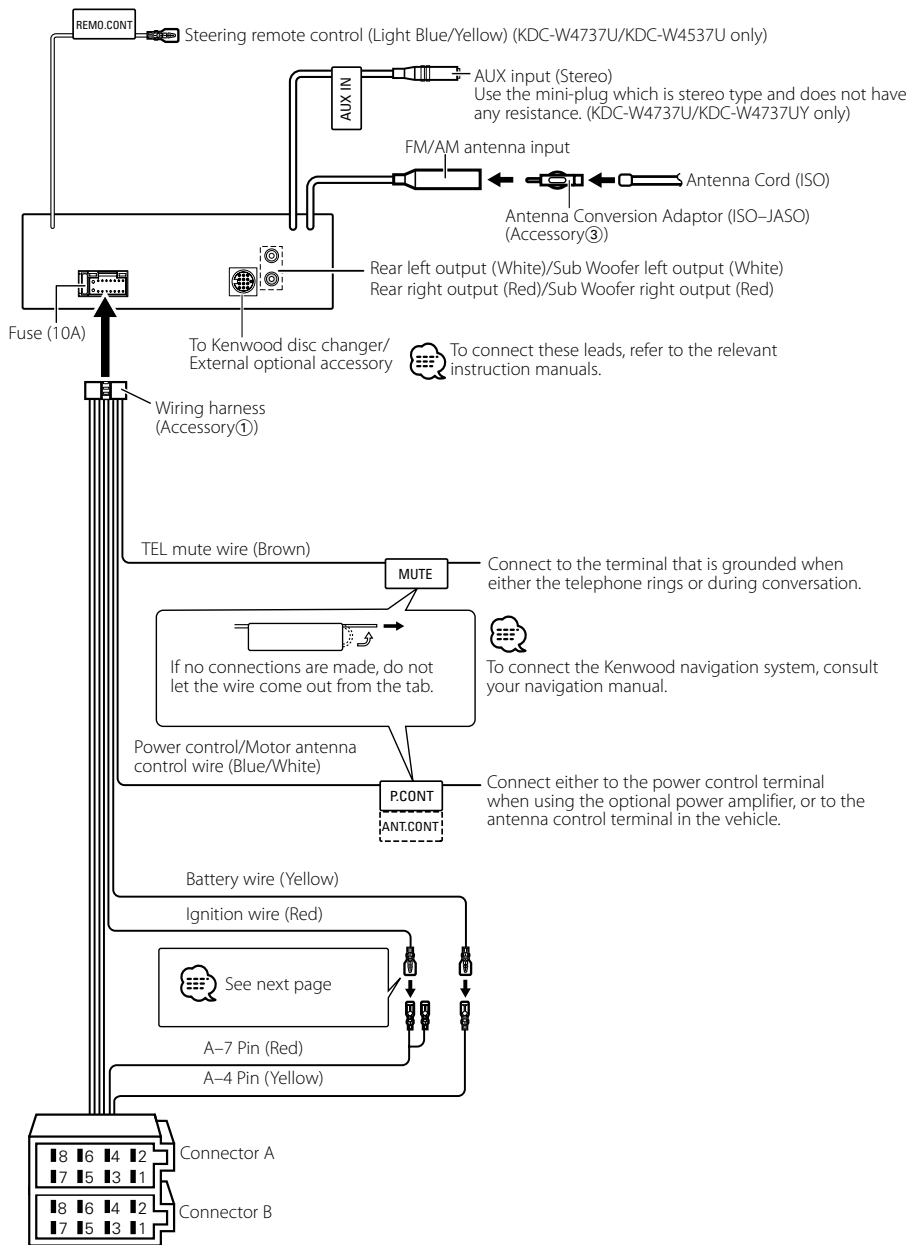 REMO.CONT
Steering remote control (Light Blue/Yellow) (KDC-W4737U/KDC-W4537U only)
AUX IN
AUX input (Stereo)
Use the mini-plug which is stereo type and does not have
any resistance. (KDC-W4737U/KDC-W4737UY only)
FM/AM antenna input
Antenna Cord (ISO)
Antenna Conversion Adaptor (ISO–JASO)
(Accessory③)
Rear left output (White)/Sub Woofer left output (White)
Rear right output (Red)/Sub Woofer right output (Red)
Fuse (10A)
To Kenwood disc changer/
External optional accessory
To connect these leads, refer to the relevant
instruction manuals.
Wiring harness
(Accessory①)
TEL mute wire (Brown)
MUTE
Connect to the terminal that is grounded when
either the telephone rings or during conversation.
If no connections are made, do not
let the wire come out from the tab.
To connect the Kenwood navigation system, consult
your navigation manual.
Power control/Motor antenna
control wire (Blue/White)
P.CONT
ANT.CONT
Connect either to the power control terminal
when using the optional power amplifier, or to the
antenna control terminal in the vehicle.
Battery wire (Yellow)
Ignition wire (Red)
See next page
A–7 Pin (Red)
A–4 Pin (Yellow)
8 6 4 2
7 5 3 1
Connector A
8 6 4 2
7 5 3 1
Connector B